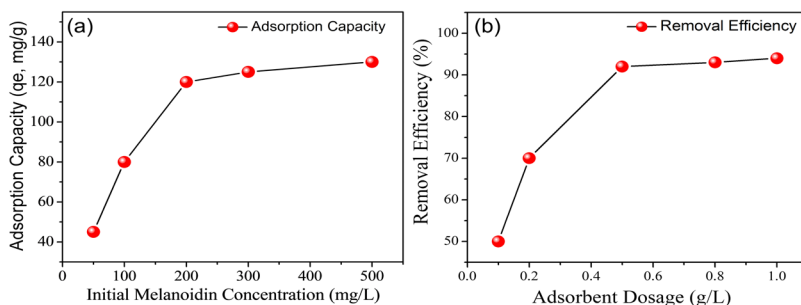 (a)
Adsorption Capacity
Adsorption Capacity (qe, mg/g)
140
120
100
80
60
40
0 100 200 300 400 500
Initial Melanoidin Concentration (mg/L)
(b)
Removal Efficiency
Removal Efficiency (%)
100
90
80
70
60
50
0.0 0.2 0.4 0.6 0.8 1.0
Adsorbent Dosage (g/L)